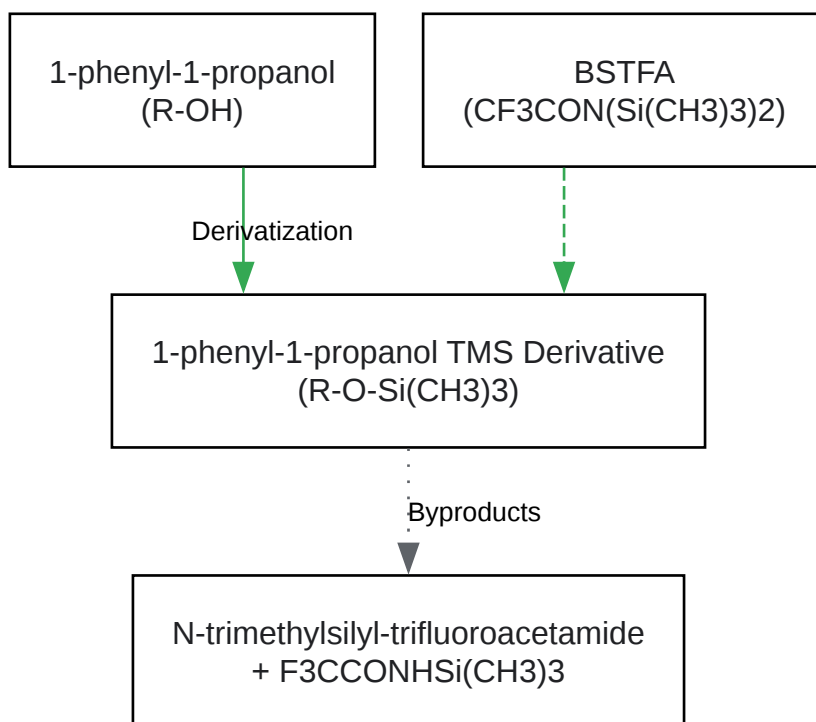 1-phenyl-1-propanol
(R-OH)
BSTFA
(CF3CON(Si(CH3)3)2)
Derivatization
1-phenyl-1-propanol TMS Derivative
(R-O-Si(CH3)3)
Byproducts
N-trimethylsilyl-trifluoroacetamide
+ F3CCONHSi(CH3)3